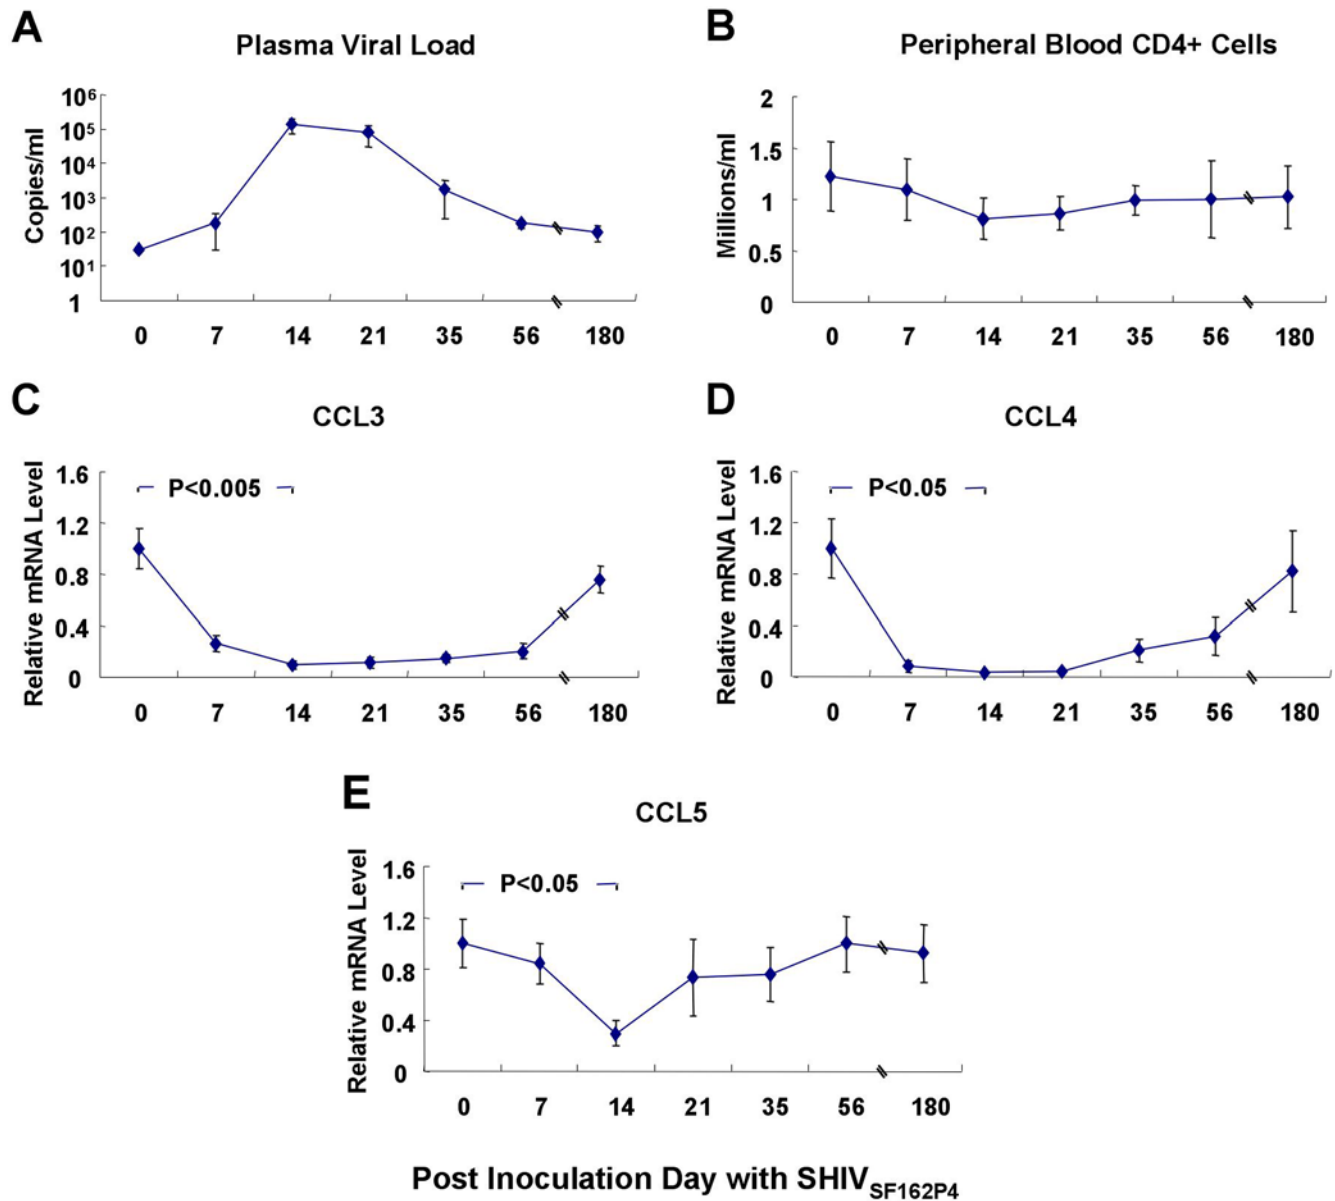 A
Plasma Viral Load
Copies/ml
10⁶
10⁵
10⁴
10³
10²
10¹
1
0 7 14 21 35 56 180
B
Peripheral Blood CD4+ Cells
Millions/ml
2
1.5
1
0.5
0
0 7 14 21 35 56 180
C
CCL3
Relative mRNA Level
1.6
1.2
0.8
0.4
0
P<0.005
0 7 14 21 35 56 180
D
CCL4
Relative mRNA Level
1.6
1.2
0.8
0.4
0
P<0.05
0 7 14 21 35 56 180
E
CCL5
Relative mRNA Level
1.6
1.2
0.8
0.4
0
P<0.05
0 7 14 21 35 56 180
Post Inoculation Day with SHIV SF162P4